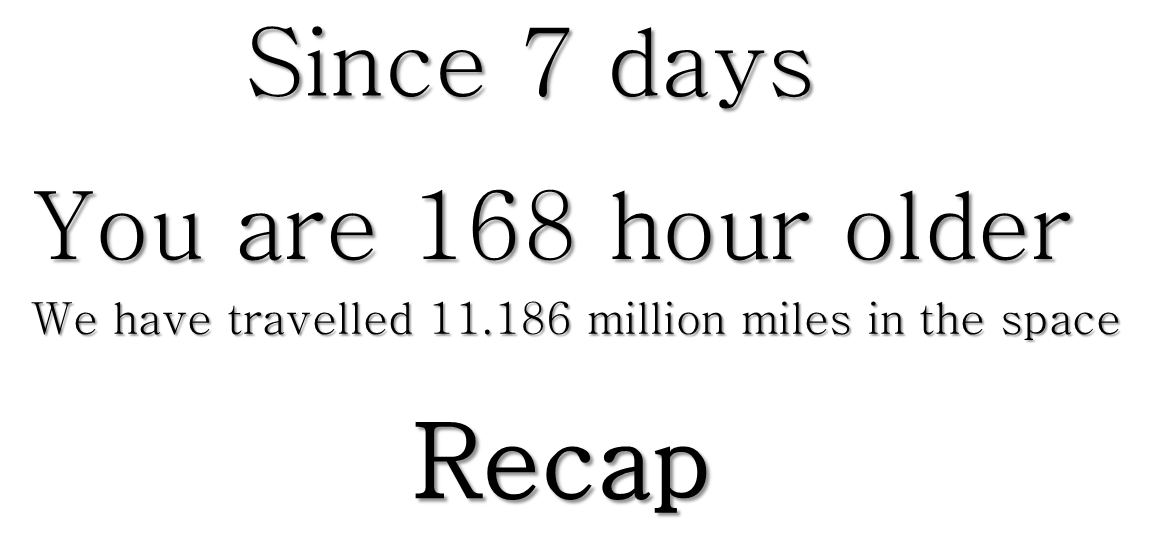 Since 7 days
You are 168 hour older
We have travelled 11.186 million miles in the space
Recap